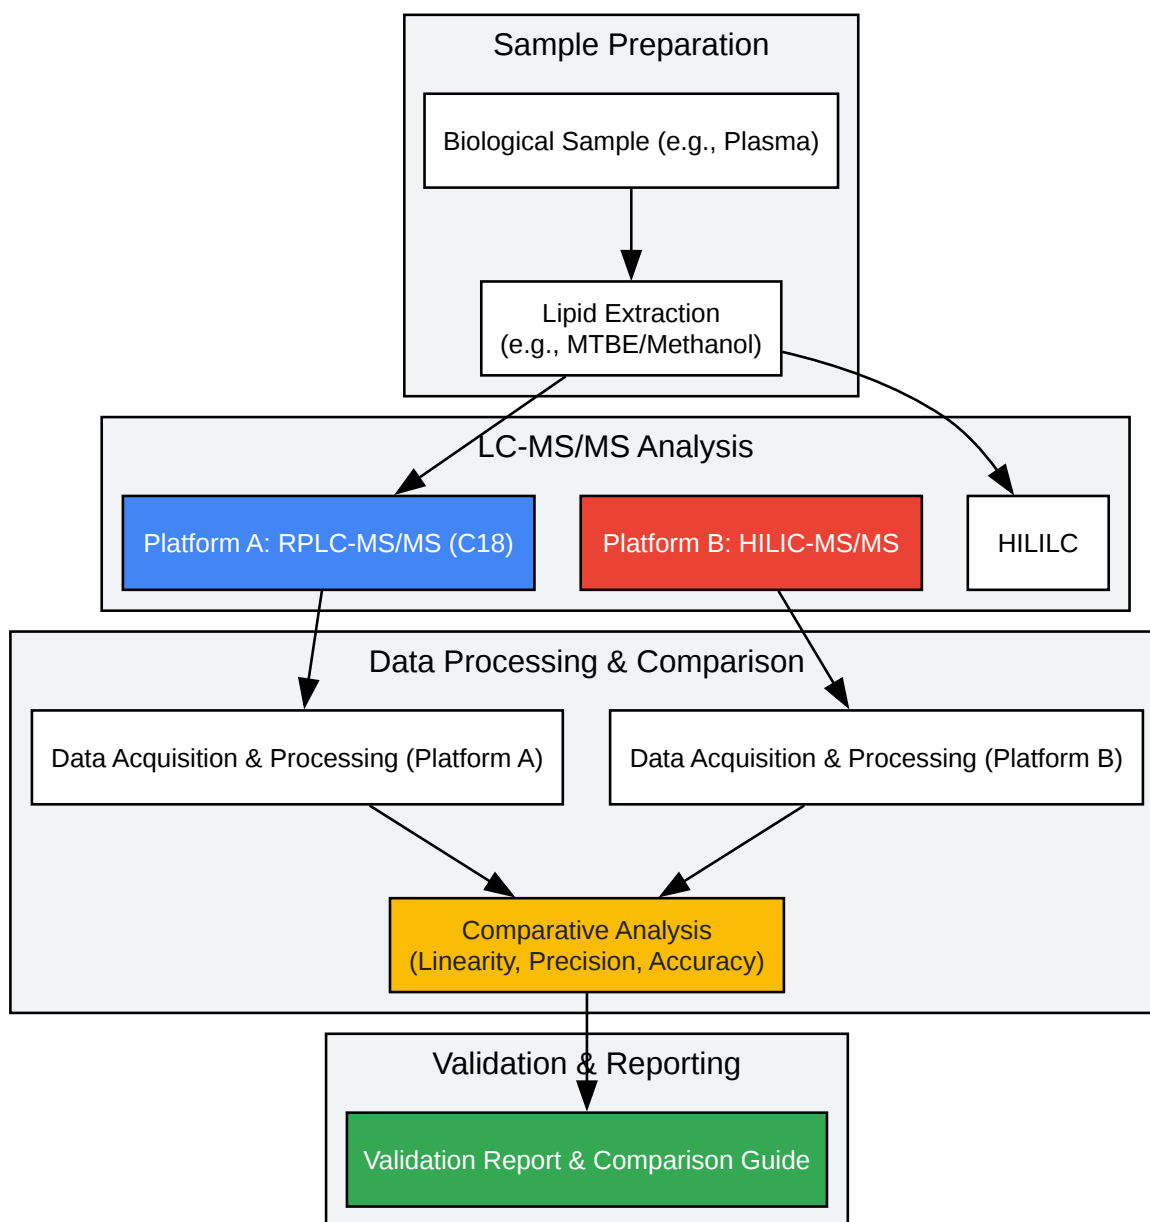 Sample Preparation
Biological Sample (e.g., Plasma)
Lipid Extraction
(e.g., MTBE/Methanol)
LC-MS/MS Analysis
Platform A: RPLC-MS/MS (C18)
Platform B: HILIC-MS/MS
HILILC
Data Processing & Comparison
Data Acquisition & Processing (Platform A)
Data Acquisition & Processing (Platform B)
Comparative Analysis
(Linearity, Precision, Accuracy)
Validation & Reporting
Validation Report & Comparison Guide